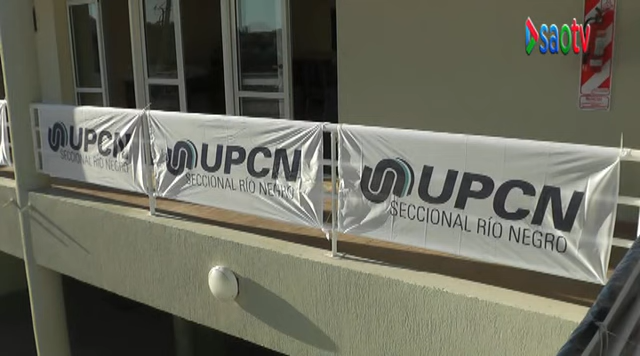 saotv
UPCN
SECCIONAL RÍO NEGRO
UPCN
SECCIONAL RÍO NEGRO
UPCN
SECCIONAL RÍO NEGRO